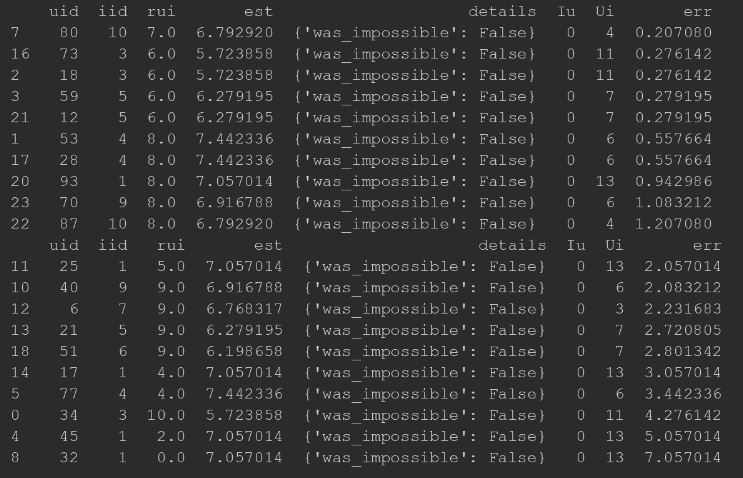 uid iid rui est details Iu Ui err
7 80 10 7.0 6.792920 {'was_impossible': False} 0 4 0.207080
16 73 3 6.0 5.723858 {'was_impossible': False} 0 11 0.276142
2 18 3 6.0 5.723858 {'was_impossible': False} 0 11 0.276142
3 59 5 6.0 6.279195 {'was_impossible': False} 0 7 0.279195
21 12 5 6.0 6.279195 {'was_impossible': False} 0 7 0.279195
1 53 4 8.0 7.442336 {'was_impossible': False} 0 6 0.557664
17 28 4 8.0 7.442336 {'was_impossible': False} 0 6 0.557664
20 93 1 8.0 7.057014 {'was_impossible': False} 0 13 0.942986
23 70 9 8.0 6.916788 {'was_impossible': False} 0 6 1.083212
22 87 10 8.0 6.792920 {'was_impossible': False} 0 4 1.207080
uid iid rui est details Iu Ui err
11 25 1 5.0 7.057014 {'was_impossible': False} 0 13 2.057014
10 40 9 9.0 6.916788 {'was_impossible': False} 0 6 2.083212
12 6 7 9.0 6.768317 {'was_impossible': False} 0 3 2.231683
13 21 5 9.0 6.279195 {'was_impossible': False} 0 7 2.720805
18 51 6 9.0 6.198658 {'was_impossible': False} 0 7 2.801342
14 17 1 4.0 7.057014 {'was_impossible': False} 0 13 3.057014
5 77 4 4.0 7.442336 {'was_impossible': False} 0 6 3.442336
0 34 3 10.0 5.723858 {'was_impossible': False} 0 11 4.276142
4 45 1 2.0 7.057014 {'was_impossible': False} 0 13 5.057014
8 32 1 0.0 7.057014 {'was_impossible': False} 0 13 7.057014